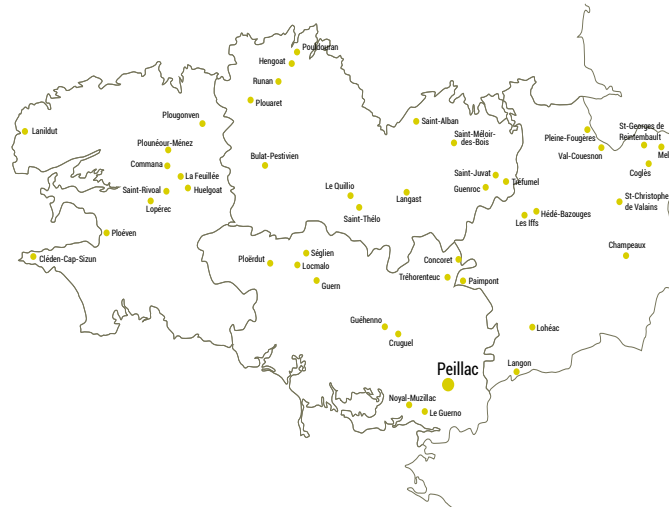 Pouldouran
Hengoat
Runan
Plouaret
Lanildut
Plougonven
Saint-Alban
Saint-Méloir-
des-Bois
Pleine-Fougères
St-Georges de
Reintembault
Mel
Val-Couesnon
Coglès
Plounéour-Ménez
Commana
La Feuillée
Saint-Rivoal
Huelgoat
Lopérec
Bulat-Pestivien
Le Quillio
Saint-Thélo
Langast
Saint-Juvat
Tréfumel
Guenroc
Les Iffs
Hédé-Bazouges
St-Christophe
de Valains
Ploéven
Cléden-Cap-Sizun
Champeaux
Séglien
Ploërdut
Locmalo
Guern
Concoret
Tréhorenteuc
Paimpont
Guéhenno
Cruguel
Lohéac
Langon
Peillac
Noyal-Muzillac
Le Guerno